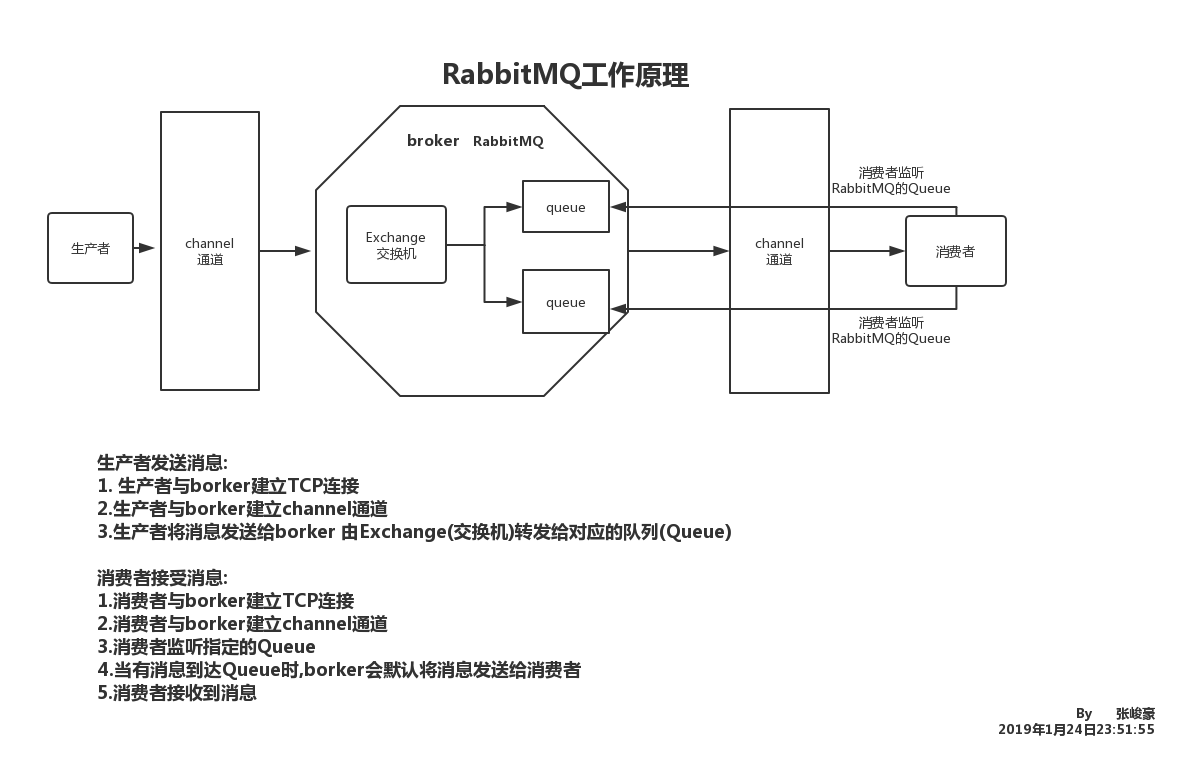 RabbitMQ工作原理
broker RabbitMQ
消费者监听
RabbitMQ的Queue
queue
Exchange
交换机
生产者
channel
通道
channel
通道
消费者
queue
消费者监听
RabbitMQ的Queue
生产者发送消息:
1. 生产者与borker建立TCP连接
2.生产者与borker建立channel通道
3.生产者将消息发送给borker 由Exchange(交换机)转发给对应的队列(Queue)
消费者接受消息:
1.消费者与borker建立TCP连接
2.消费者与borker建立channel通道
3.消费者监听指定的Queue
4.当有消息到达Queue时,borker会默认将消息发送给消费者
5.消费者接收到消息
By 张峻豪
2019年1月24日23:51:55